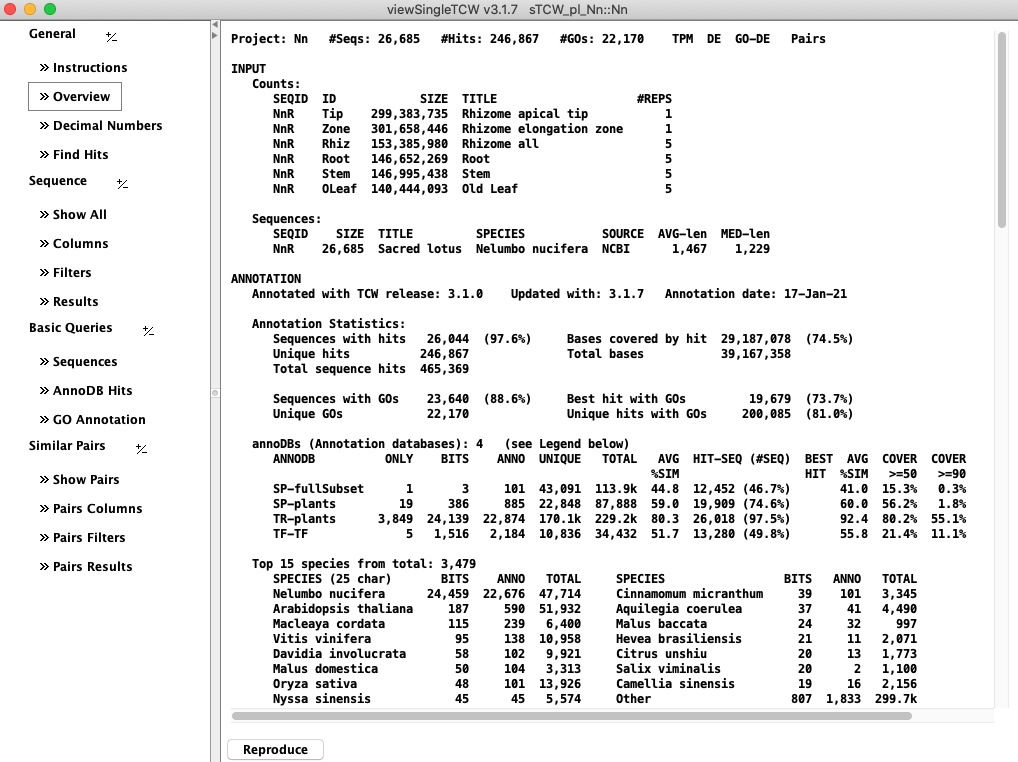 viewSingleTCW v3.1.7   sTCW_pl_Nn::Nn
General +/-
» Instructions
» Overview
» Decimal Numbers
» Find Hits
Sequence +/-
» Show All
» Columns
» Filters
» Results
Basic Queries +/-
» Sequences
» AnnoDB Hits
» GO Annotation
Similar Pairs +/-
» Show Pairs
» Pairs Columns
» Pairs Filters
» Pairs Results
Project: Nn   #Seqs: 26,685   #Hits: 246,867   #GOs: 22,170    TPM  DE  GO-DE   Pairs
INPUT
Counts:
SEQID  ID            SIZE  TITLE                    #REPS
NnR    Tip    299,383,735  Rhizome apical tip           1
NnR    Zone   301,658,446  Rhizome elongation zone      1
NnR    Rhiz   153,385,980  Rhizome all                  5
NnR    Root   146,652,269  Root                         5
NnR    Stem   146,995,438  Stem                         5
NnR    OLeaf  140,444,093  Old Leaf                     5
Sequences:
SEQID    SIZE  TITLE         SPECIES           SOURCE  AVG-len  MED-len
NnR    26,685  Sacred lotus  Nelumbo nucifera  NCBI      1,467    1,229
ANNOTATION
Annotated with TCW release: 3.1.0    Updated with: 3.1.7   Annotation date: 17-Jan-21
Annotation Statistics:
Sequences with hits   26,044  (97.6%)     Bases covered by hit  29,187,078  (74.5%)
Unique hits          246,867              Total bases           39,167,358
Total sequence hits  465,369
Sequences with GOs    23,640  (88.6%)     Best hit with GOs         19,679  (73.7%)
Unique GOs            22,170              Unique hits with GOs     200,085  (81.0%)
annoDBs (Annotation databases): 4   (see Legend below)
ANNODB          ONLY    BITS    ANNO  UNIQUE   TOTAL   AVG  HIT-SEQ (#SEQ)  BEST  AVG  COVER  COVER
%SIM                  HIT %SIM   >=50   >=90
SP-fullSubset      1       3     101  43,091  113.9k  44.8  12,452 (46.7%)       41.0  15.3%   0.3%
SP-plants         19     386     885  22,848  87,888  59.0  19,909 (74.6%)       60.0  56.2%   1.8%
TR-plants      3,849  24,139  22,874  170.1k  229.2k  80.3  26,018 (97.5%)       92.4  80.2%  55.1%
TF-TF              5   1,516   2,184  10,836  34,432  51.7  13,280 (49.8%)       55.8  21.4%  11.1%
Top 15 species from total: 3,479
SPECIES (25 char)       BITS    ANNO   TOTAL     SPECIES                 BITS   ANNO   TOTAL
Nelumbo nucifera      24,459  22,676  47,714     Cinnamomum micranthum     39    101   3,345
Arabidopsis thaliana     187     590  51,932     Aquilegia coerulea        37     41   4,490
Macleaya cordata         115     239   6,400     Malus baccata             24     32     997
Vitis vinifera            95     138  10,958     Hevea brasiliensis        21     11   2,071
Davidia involucrata       58     102   9,921     Citrus unshiu             20     13   1,773
Malus domestica           50     104   3,313     Salix viminalis           20      2   1,100
Oryza sativa              48     101  13,926     Camellia sinensis         19     16   2,156
Nyssa sinensis            45      45   5,574     Other                    807  1,833  299.7k
Reproduce